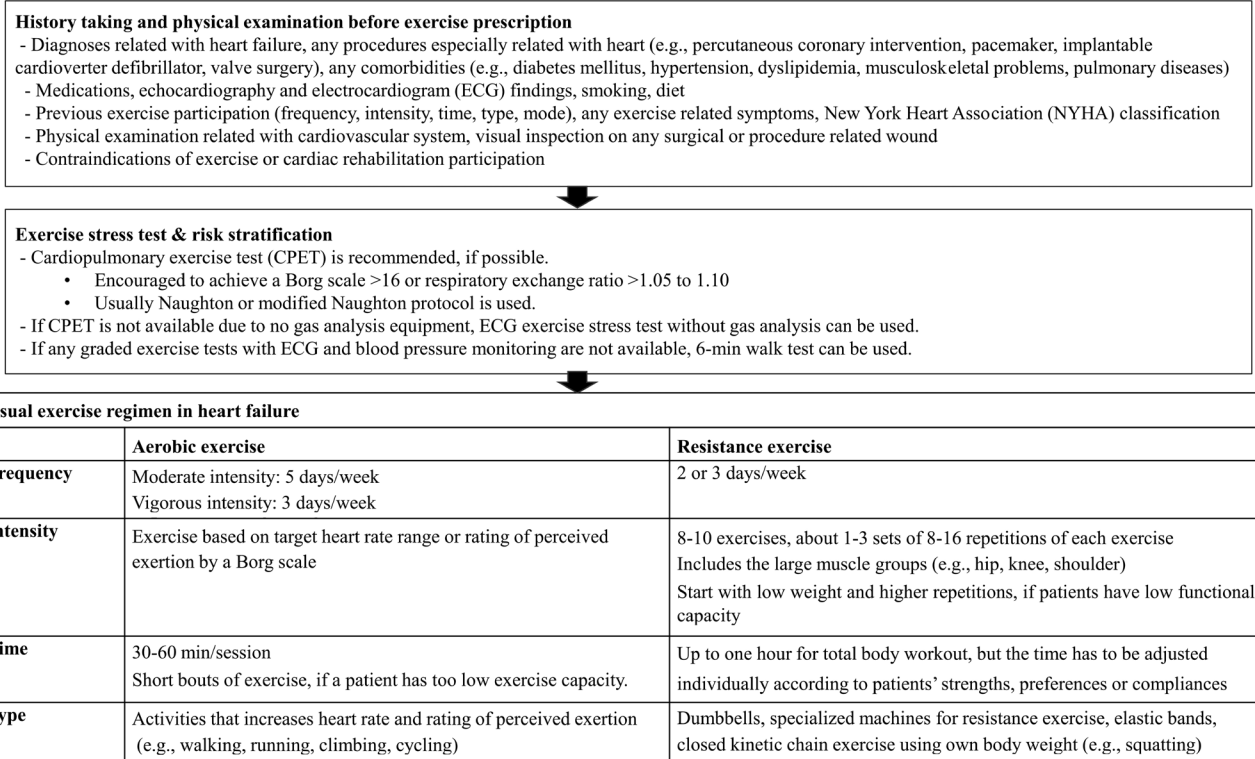 History taking and physical examination before exercise prescription
- Diagnoses related with heart failure, any procedures especially related with heart (e.g., percutaneous coronary intervention, pacemaker, implantable
cardioverter defibrillator, valve surgery), any comorbidities (e.g., diabetes mellitus, hypertension, dyslipidemia, musculoskeletal problems, pulmonary diseases)
- Medications, echocardiography and electrocardiogram (ECG) findings, smoking, diet
- Previous exercise participation (frequency, intensity, time, type, mode), any exercise related symptoms, New York Heart Association (NYHA) classification
- Physical examination related with cardiovascular system, visual inspection on any surgical or procedure related wound
- Contraindications of exercise or cardiac rehabilitation participation
Exercise stress test & risk stratification
- Cardiopulmonary exercise test (CPET) is recommended, if possible.
• Encouraged to achieve a Borg scale >16 or respiratory exchange ratio >1.05 to 1.10
• Usually Naughton or modified Naughton protocol is used.
- If CPET is not available due to no gas analysis equipment, ECG exercise stress test without gas analysis can be used.
- If any graded exercise tests with ECG and blood pressure monitoring are not available, 6-min walk test can be used.
sual exercise regimen in heart failure
Aerobic exercise
Resistance exercise
requency
Moderate intensity: 5 days/week
Vigorous intensity: 3 days/week
2 or 3 days/week
ntensity
Exercise based on target heart rate range or rating of perceived
exertion by a Borg scale
8-10 exercises, about 1-3 sets of 8-16 repetitions of each exercise
Includes the large muscle groups (e.g., hip, knee, shoulder)
Start with low weight and higher repetitions, if patients have low functional
capacity
ime
30-60 min/session
Short bouts of exercise, if a patient has too low exercise capacity.
Up to one hour for total body workout, but the time has to be adjusted
individually according to patients' strengths, preferences or compliances
ype
Activities that increases heart rate and rating of perceived exertion
(e.g., walking, running, climbing, cycling)
Dumbbells, specialized machines for resistance exercise, elastic bands,
closed kinetic chain exercise using own body weight (e.g., squatting)